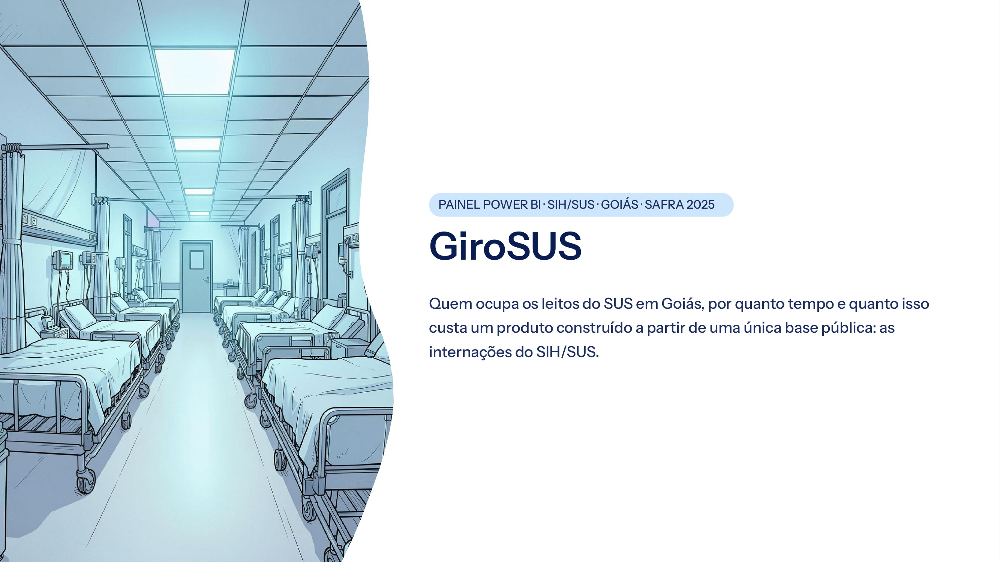 PAINEL POWER BI · SIH/SUS · GOIÁS · SAFRA 2025
GiroSUS
Quem ocupa os leitos do SUS em Goiás, por quanto tempo e quanto isso
custa um produto construído a partir de uma única base pública: as
internações do SIH/SUS.